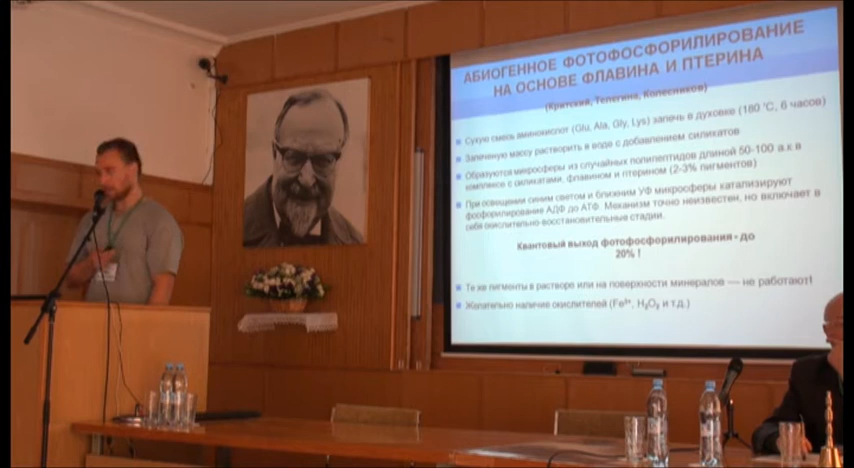 АБИОГЕННОЕ ФОТОФОСФОРИЛИРОВАНИЕ
НА ОСНОВЕ ФЛАВИНА И ПТЕРИНА
(Критский, Телегина, Колесников)
Сухую смесь аминокислот (Glu, Ala, Gly, Lys) запечь в духовке (180 °C, 6 часов)
Запеченую массу растворить в воде с добавлением силикатов
Образуются микросферы из случайных полипептидов длиной 50-100 а.к в
комплексе с силикатами, флавином и птерином (2-3% пигментов)
При освещении синим светом и ближним УФ микросферы катализируют
фосфорилирование АДФ до АТФ. Механизм точно неизвестен, но включает в
себя окислительно-восстановительные стадии.
Квантовый выход фотофосфорилирования - до
20% !
Те же пигменты в растворе или на поверхности минералов — не работают!
Желательно наличие окислителей (Fe³⁺, H₂O₂ и т.д.)